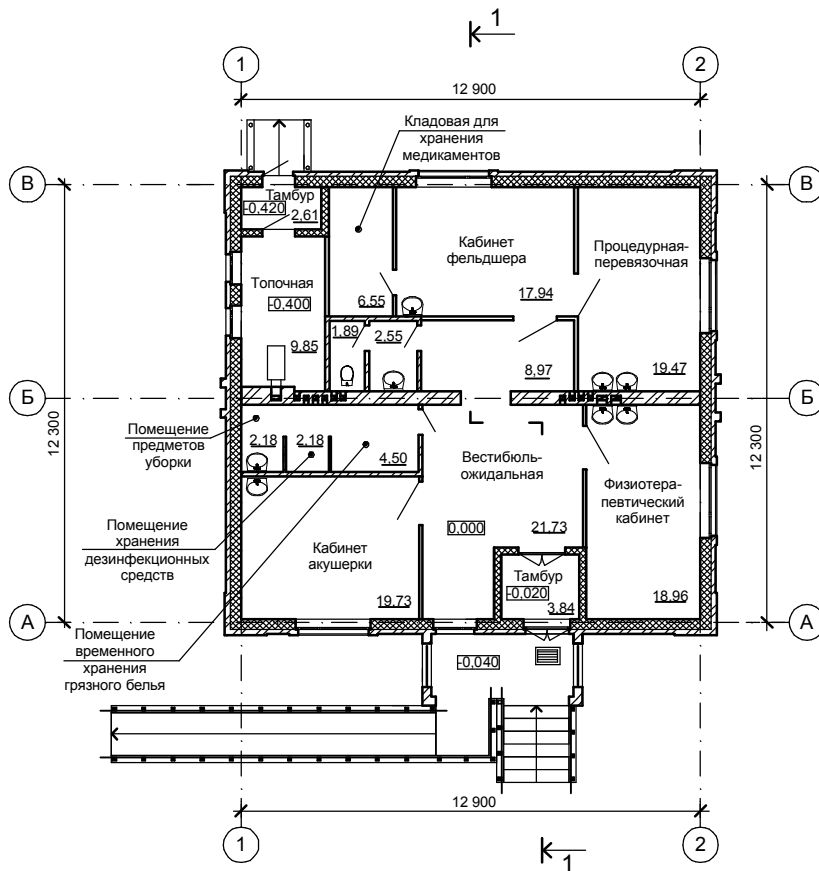 1
1
2
12 900
Кладовая для
хранения
медикаментов
В
В
Тамбур
-0,420
2,61
Кабинет
фельдшера
Процедурная-
перевязочная
Топочная
-0,400
6.55
17.94
1,89
2.55
9.85
8,97
19.47
Б
Б
12 300
12 300
Помещение
предметов
уборки
2,18
2,18
4,50
Вестибюль-
ожидальная
Физиотера-
певтический
кабинет
Помещение
хранения
дезинфекционных
средств
Кабинет
акушерки
0,000
21.73
Тамбур
-0,020
3.84
19.73
18.96
А
А
Помещение
временного
хранения
грязного белья
-0,040
12 900
1
2
1